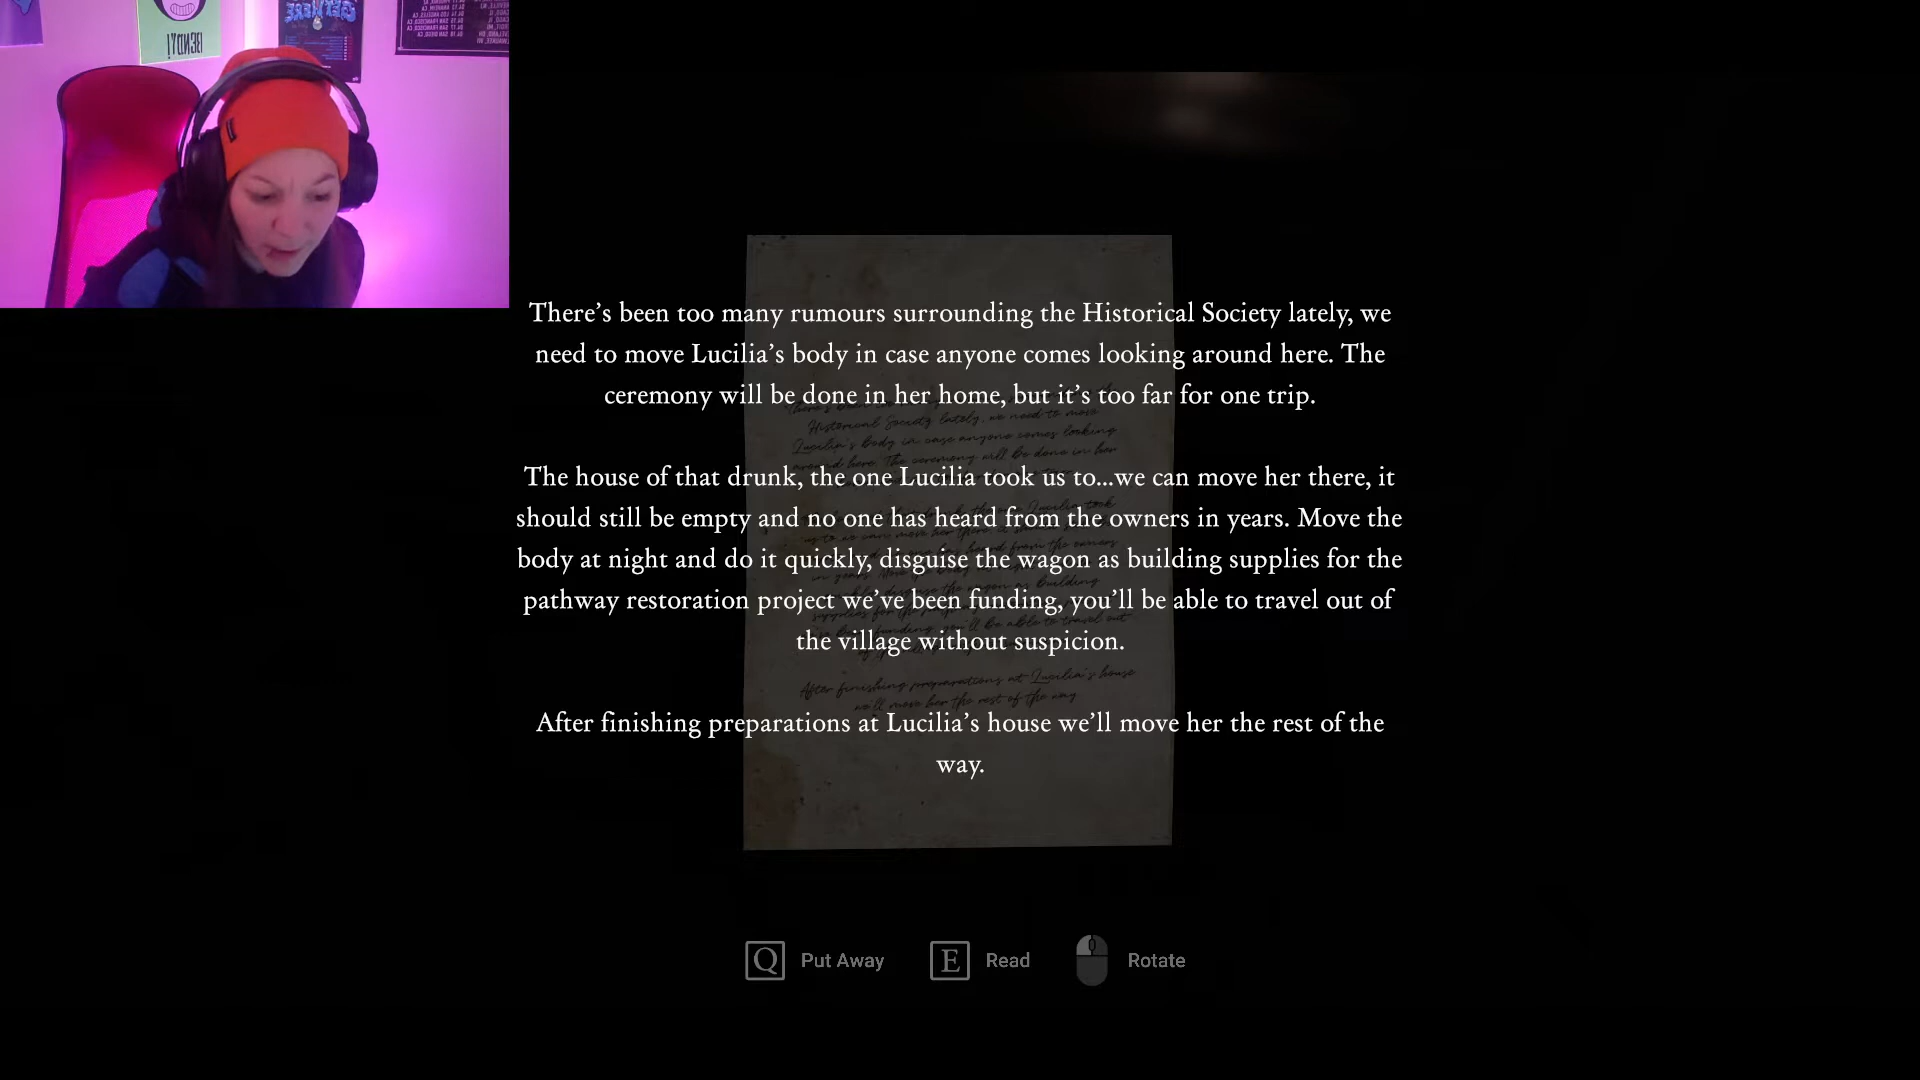 BENDY!
There’s been too many rumours surrounding the Historical Society lately, we
need to move Lucilia’s body in case anyone comes looking around here. The
ceremony will be done in her home, but it’s too far for one trip.
The house of that drunk, the one Lucilia took us to...we can move her there, it
should still be empty and no one has heard from the owners in years. Move the
body at night and do it quickly, disguise the wagon as building supplies for the
pathway restoration project we’ve been funding, you’ll be able to travel out of
the village without suspicion.
After finishing preparations at Lucilia’s house we’ll move her the rest of the
way.
Q Put Away E Read Rotate